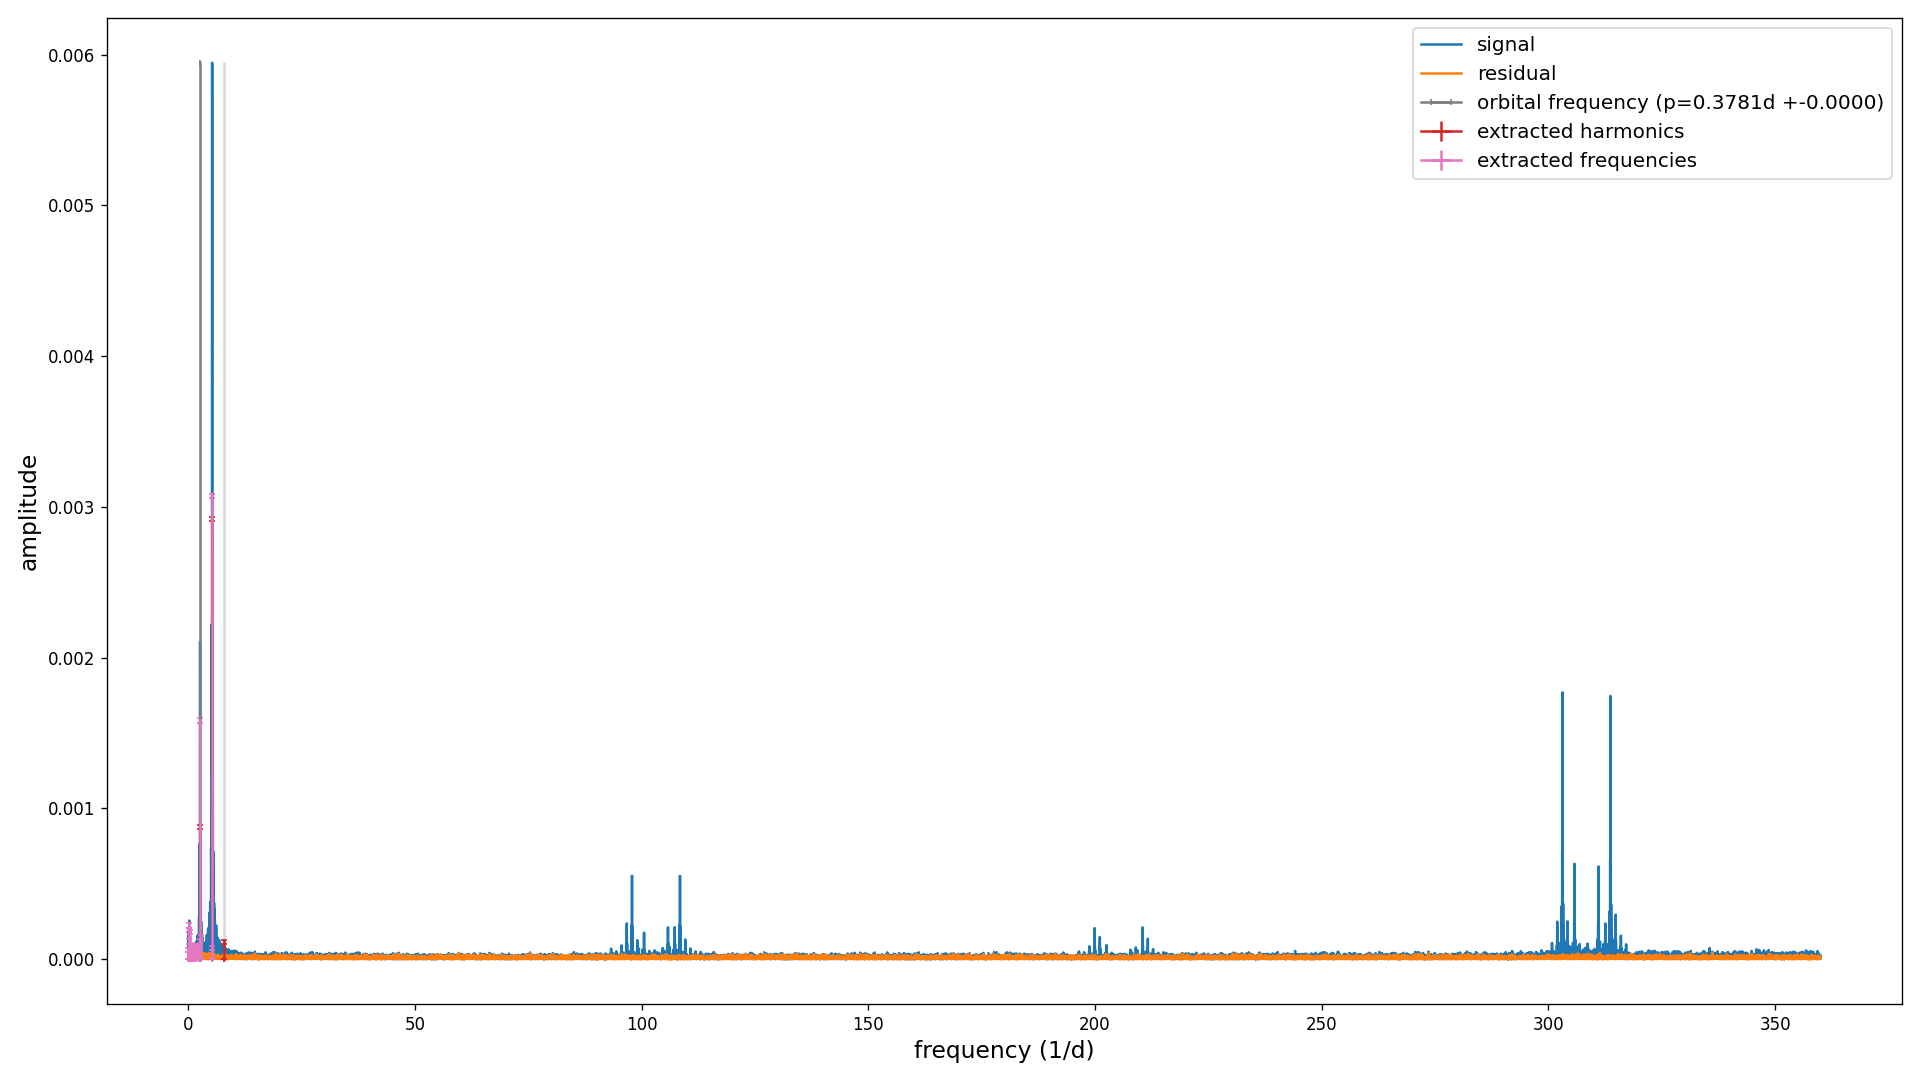 signal
residual
orbital frequency (p=0.3781d +-0.0000)
extracted harmonics
extracted frequencies
0.006
0.005
0.004
0.003
0.002
0.001
0.000
amplitude
0 50 100 150 200 250 300 350
frequency (1/d)